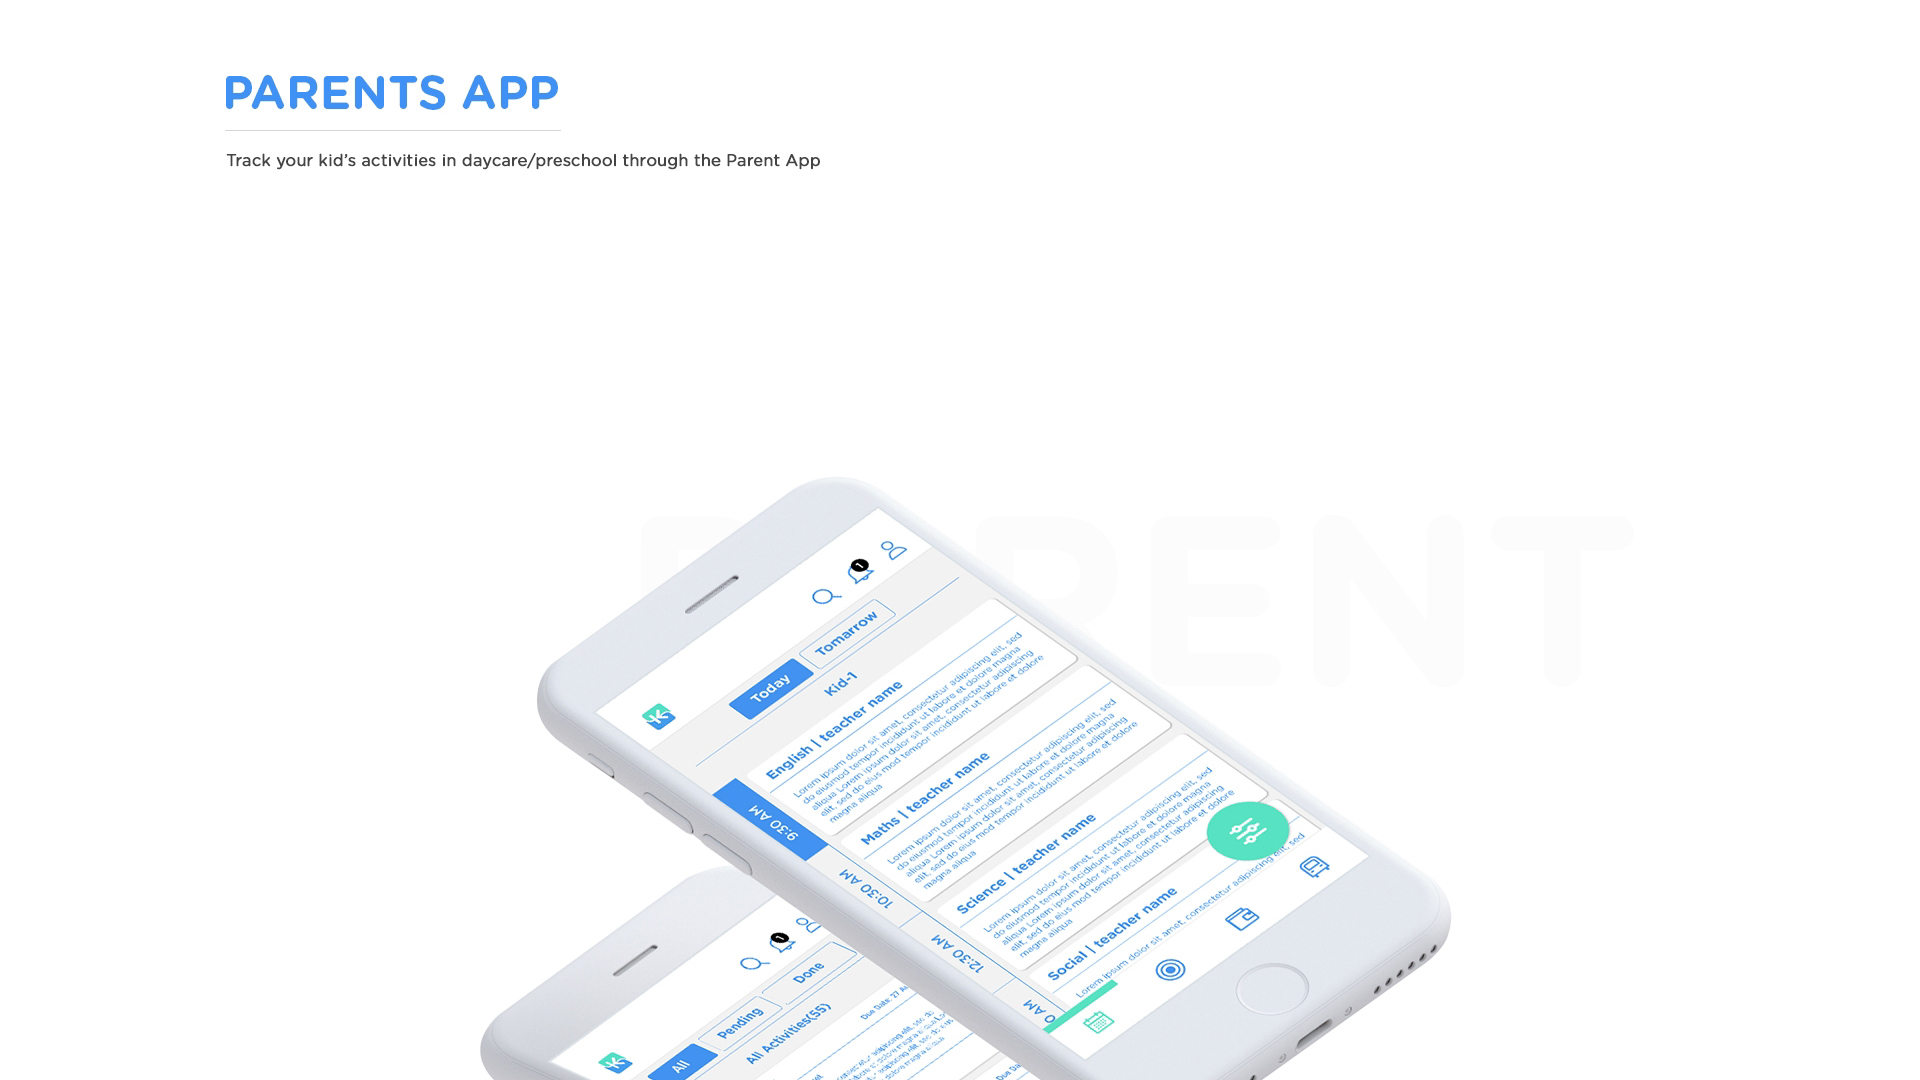 PARENTS APP
Track your kid's activities in daycare/preschool through the Parent App
PARENT
1
Today
Tomarrow
Kid-1
9:30 AM
English | teacher name
Lorem ipsum dolor sit amet, consectetur adipiscing elit, sed
do eiusmod tempor incididunt ut labore et dolore magna
aliqua Lorem ipsum dolor sit amet, consectetur adipiscing
elit, sed do eius mod tempor incididunt ut labore et dolore
magna aliqua
10:30 AM
Maths | teacher name
Lorem ipsum dolor sit amet, consectetur adipiscing elit, sed
do eiusmod tempor incididunt ut labore et dolore magna
aliqua Lorem ipsum dolor sit amet, consectetur adipiscing
elit, sed do eius mod tempor incididunt ut labore et dolore
magna aliqua
12:30 AM
Science | teacher name
Lorem ipsum dolor sit amet, consectetur adipiscing elit, sed
do eiusmod tempor incididunt ut labore et dolore magna
aliqua Lorem ipsum dolor sit amet, consectetur adipiscing
elit, sed do eius mod tempor incididunt ut labore et dolore
magna aliqua
0 AM
Social | teacher name
Lorem ipsum dolor sit amet, consectetur adipiscing elit, sed
1
All
Pending
Done
All Activities(55)
Due Date: 27 A